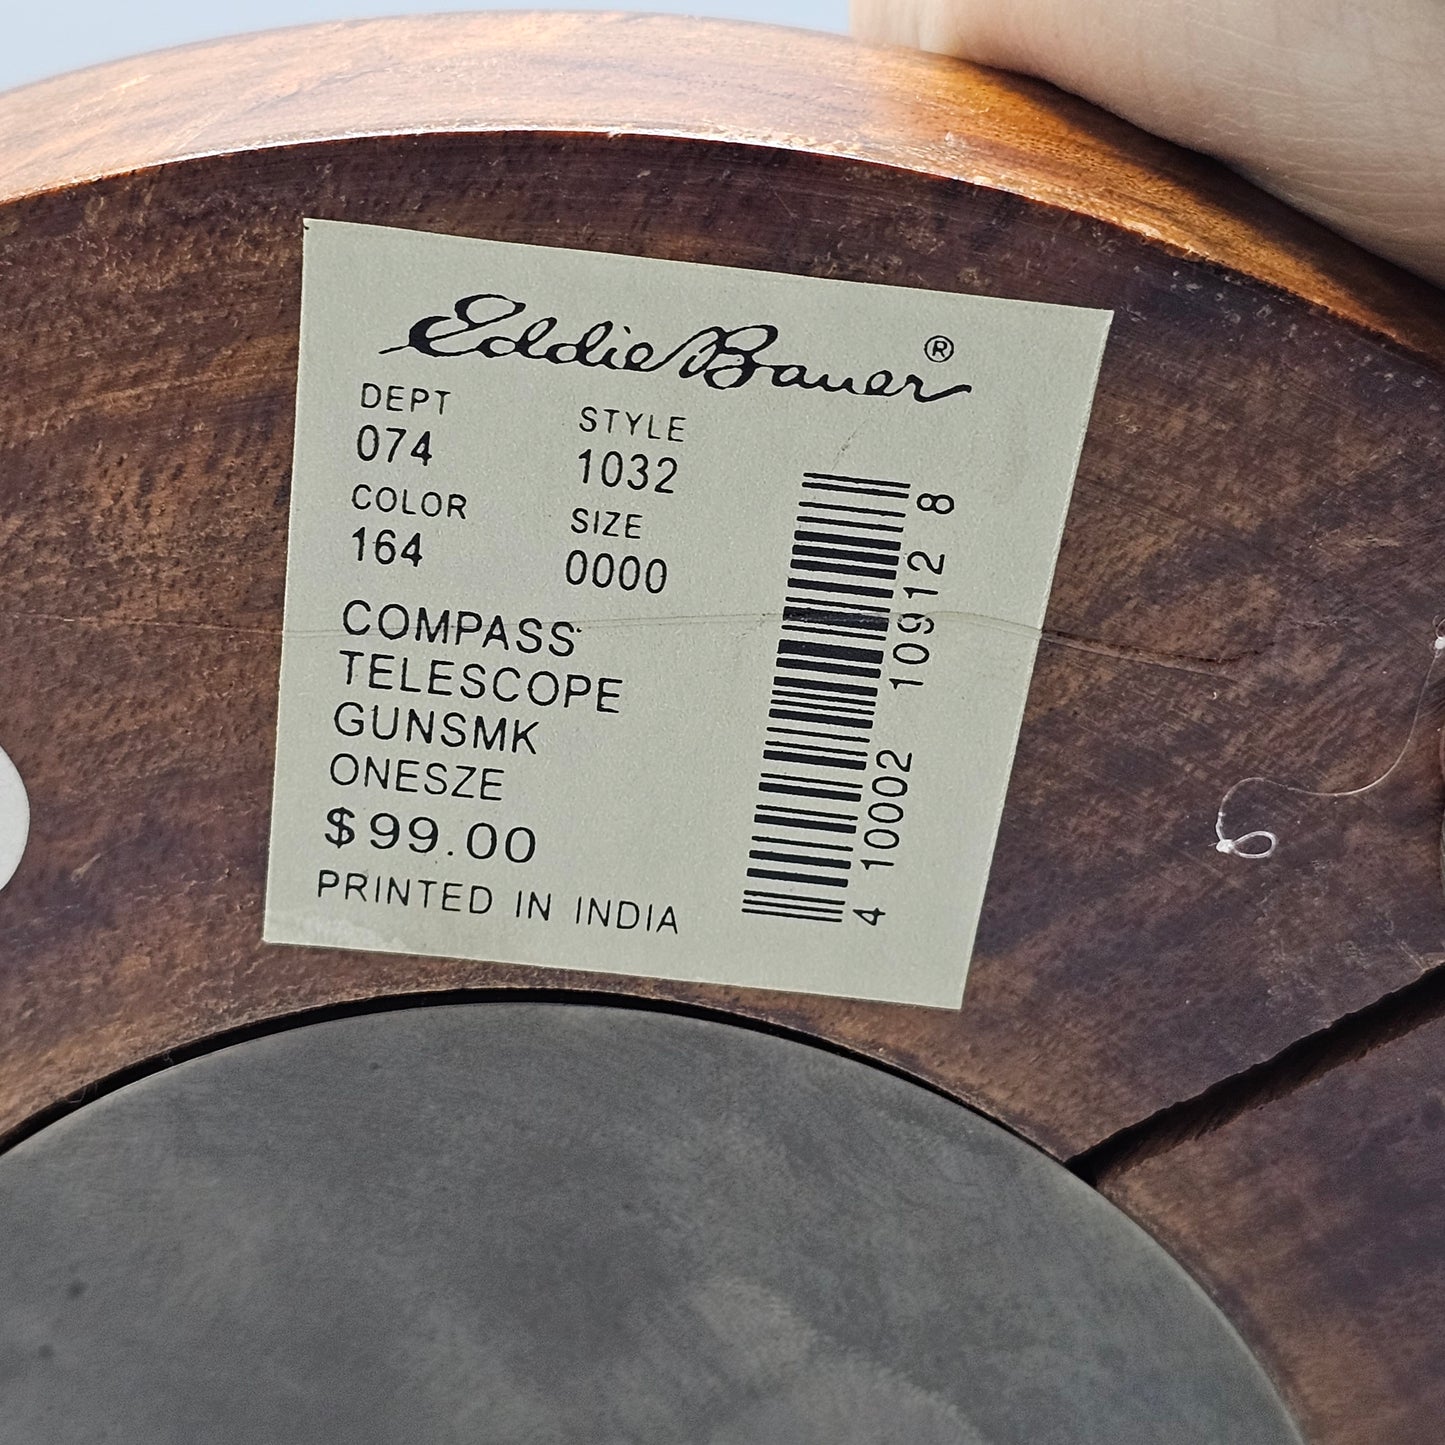 Eddie Bauer®
DEPT STYLE
074 1032
COLOR SIZE
164 0000
COMPASS
TELESCOPE
GUNSMK
ONESZE
$99.00
PRINTED IN INDIA
4 10002 10912 8